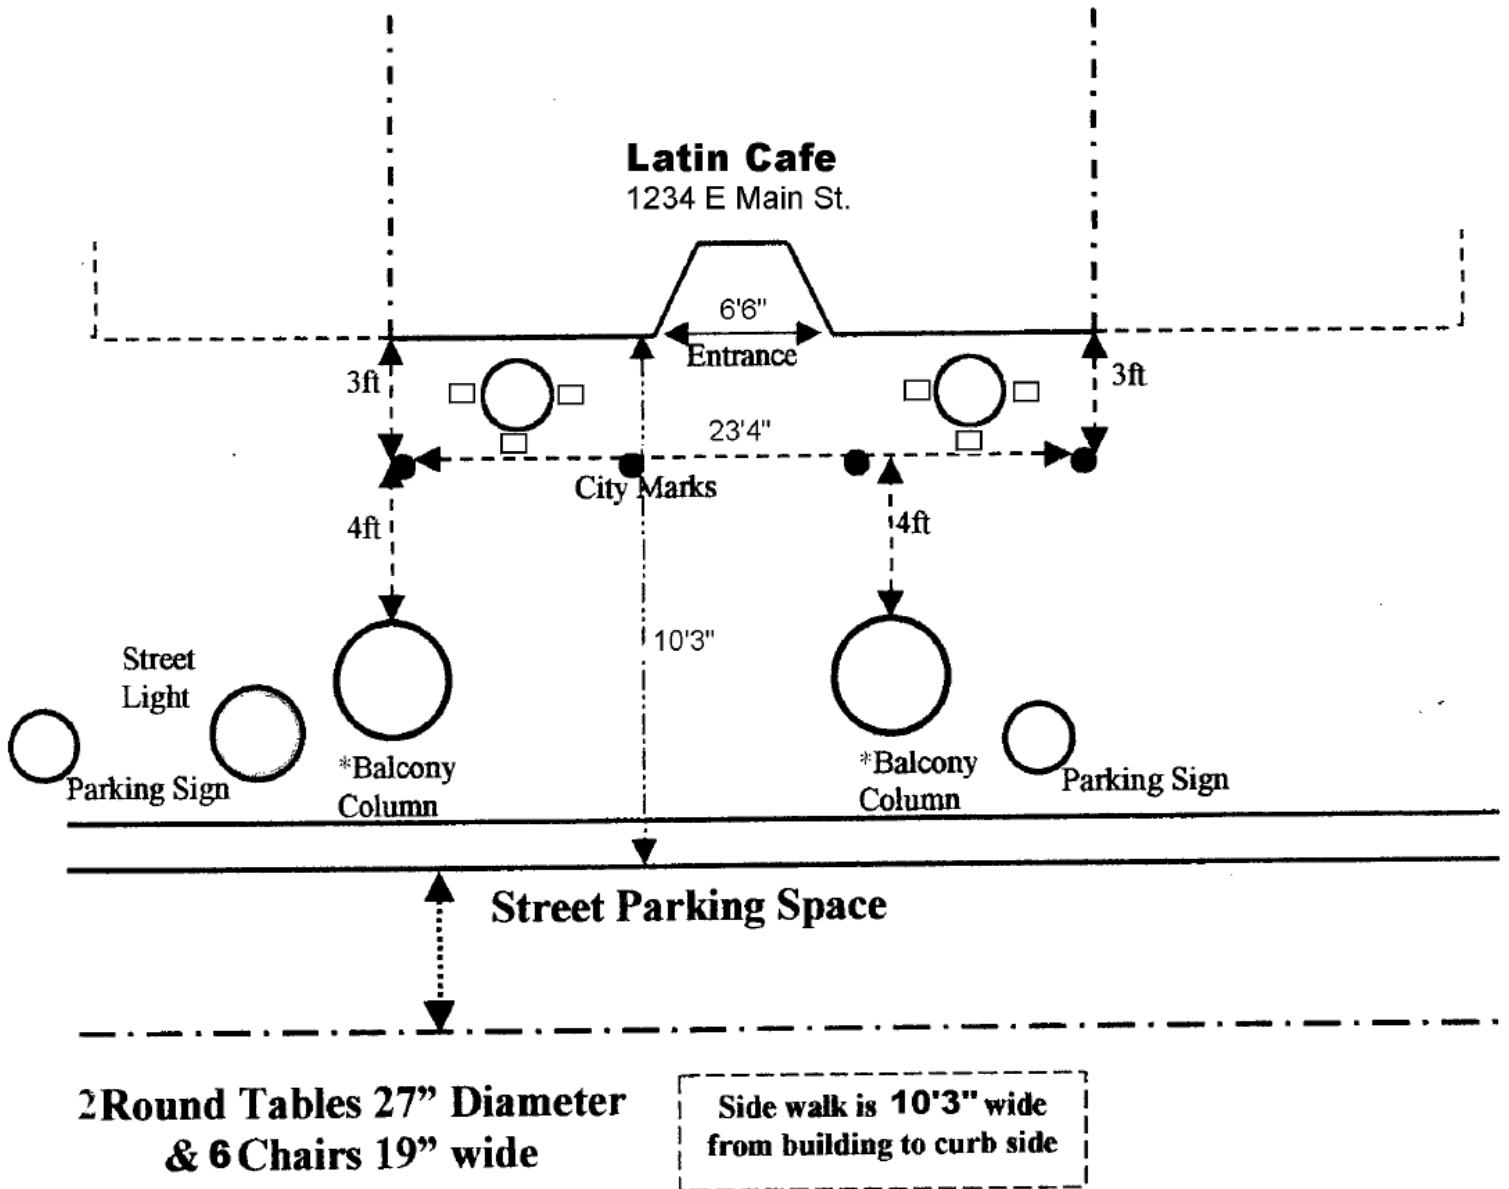 Latin Cafe
1234 E Main St.
6'6"
Entrance
3ft
3ft
23'4"
City Marks
4ft
4ft
10'3"
Street
Light
Parking Sign
*Balcony
Column
*Balcony
Column
Parking Sign
Street Parking Space
2Round Tables 27” Diameter
& 6 Chairs 19” wide
Side walk is 10'3" wide
from building to curb side